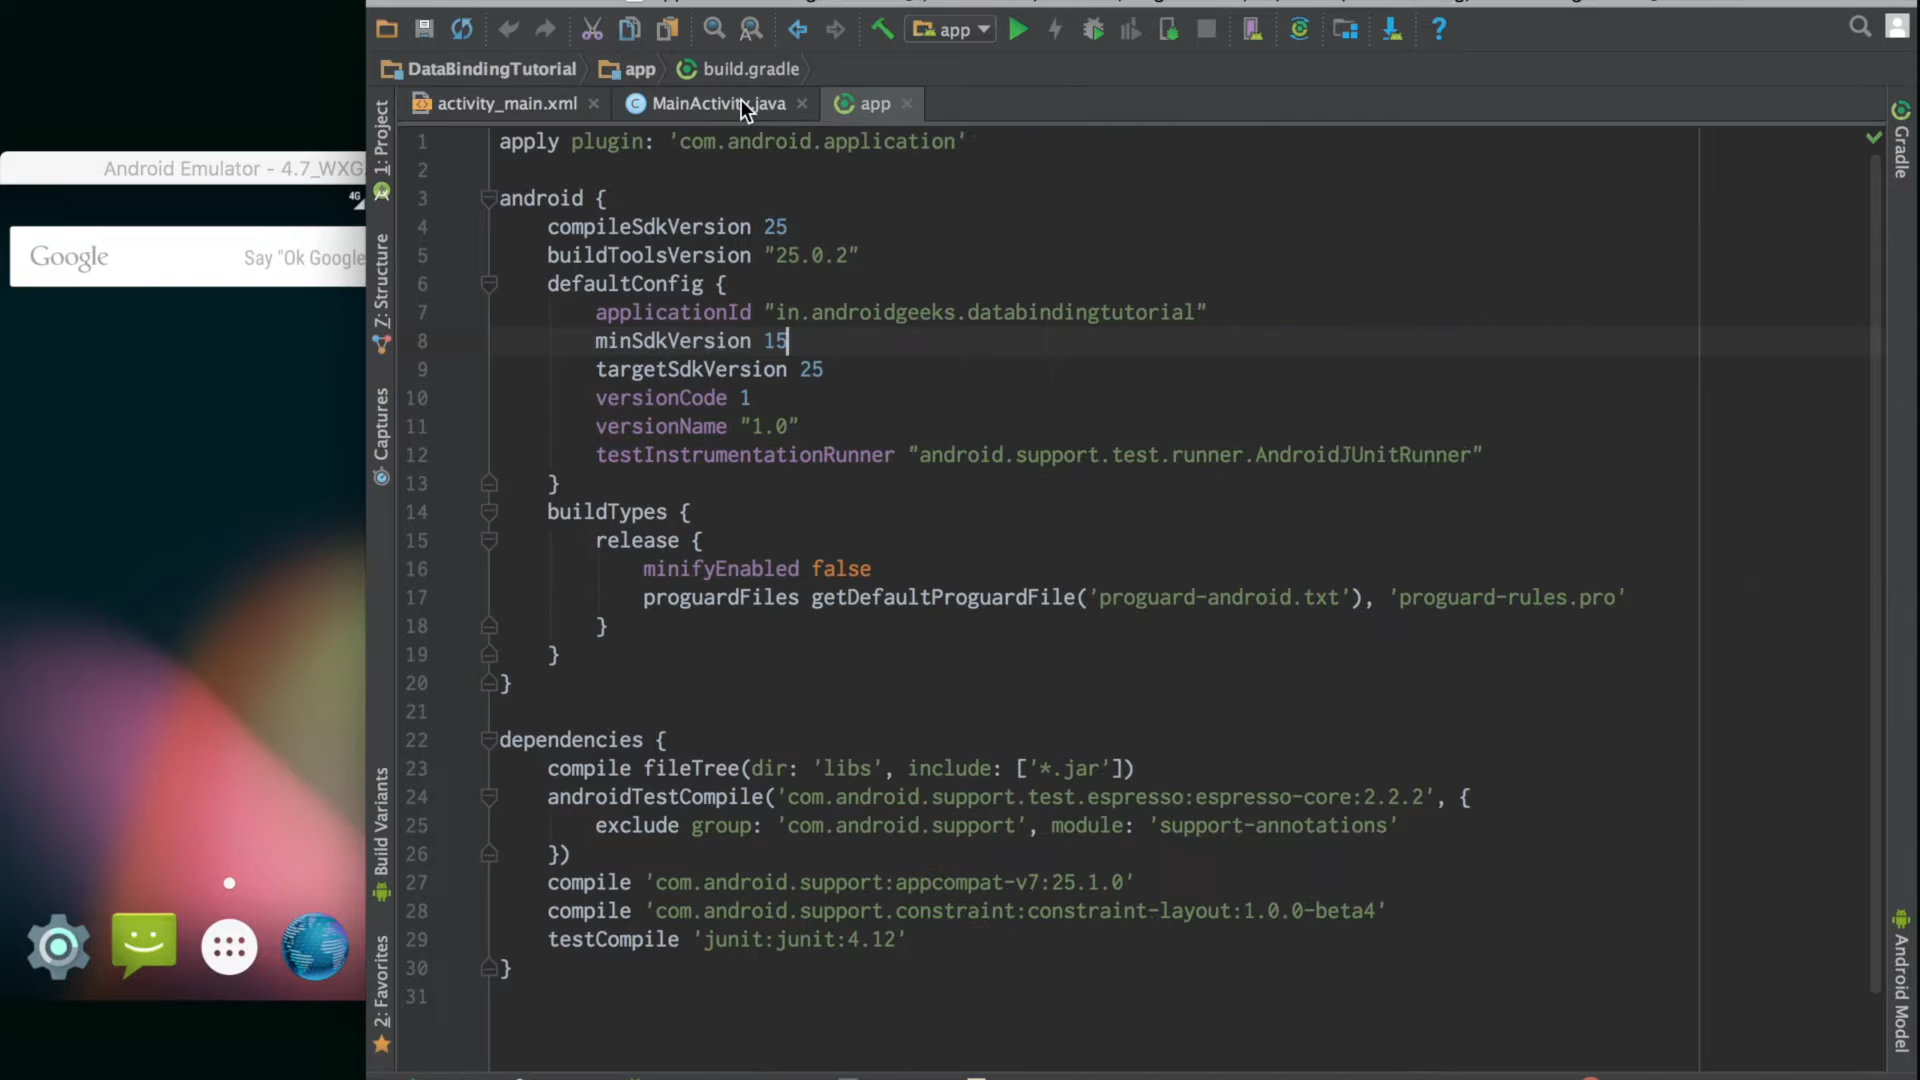 app
DataBindingTutorial
app
build.gradle
activity_main.xml
MainActivity.java
app
Android Emulator - 4.7_WXG
4G
Google
Say "Ok Google
1: Project
Z: Structure
Captures
Build Variants
2: Favorites
Gradle
Android Model
1 apply plugin: 'com.android.application'
2
3 android {
4 compileSdkVersion 25
5 buildToolsVersion "25.0.2"
6 defaultConfig {
7 applicationId "in.androidgeeks.databindingtutorial"
8 minSdkVersion 15
9 targetSdkVersion 25
10 versionCode 1
11 versionName "1.0"
12 testInstrumentationRunner "android.support.test.runner.AndroidJUnitRunner"
13 }
14 buildTypes {
15 release {
16 minifyEnabled false
17 proguardFiles getDefaultProguardFile('proguard-android.txt'), 'proguard-rules.pro'
18 }
19 }
20 }
21
22 dependencies {
23 compile fileTree(dir: 'libs', include: ['*.jar'])
24 androidTestCompile('com.android.support.test.espresso:espresso-core:2.2.2', {
25 exclude group: 'com.android.support', module: 'support-annotations'
26 })
27 compile 'com.android.support:appcompat-v7:25.1.0'
28 compile 'com.android.support.constraint:constraint-layout:1.0.0-beta4'
29 testCompile 'junit:junit:4.12'
30 }
31